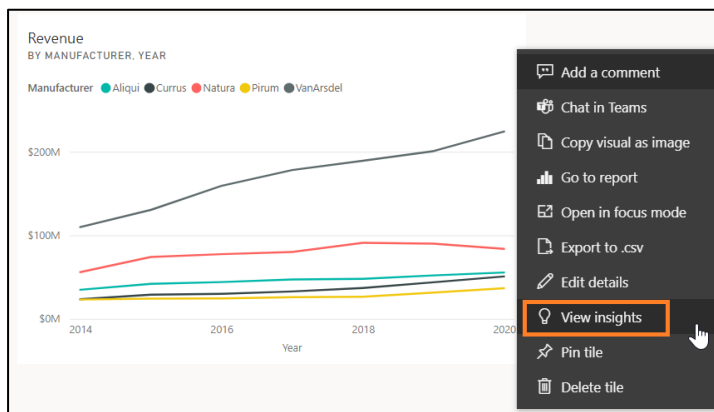 Revenue
BY MANUFACTURER, YEAR
Manufacturer Aliqui Currus Natura Pirum VanArsdel
$200M
$100M
$0M
2014 2016 2018 2020
Year
Add a comment
Chat in Teams
Copy visual as image
Go to report
Open in focus mode
Export to .csv
Edit details
View insights
Pin tile
Delete tile